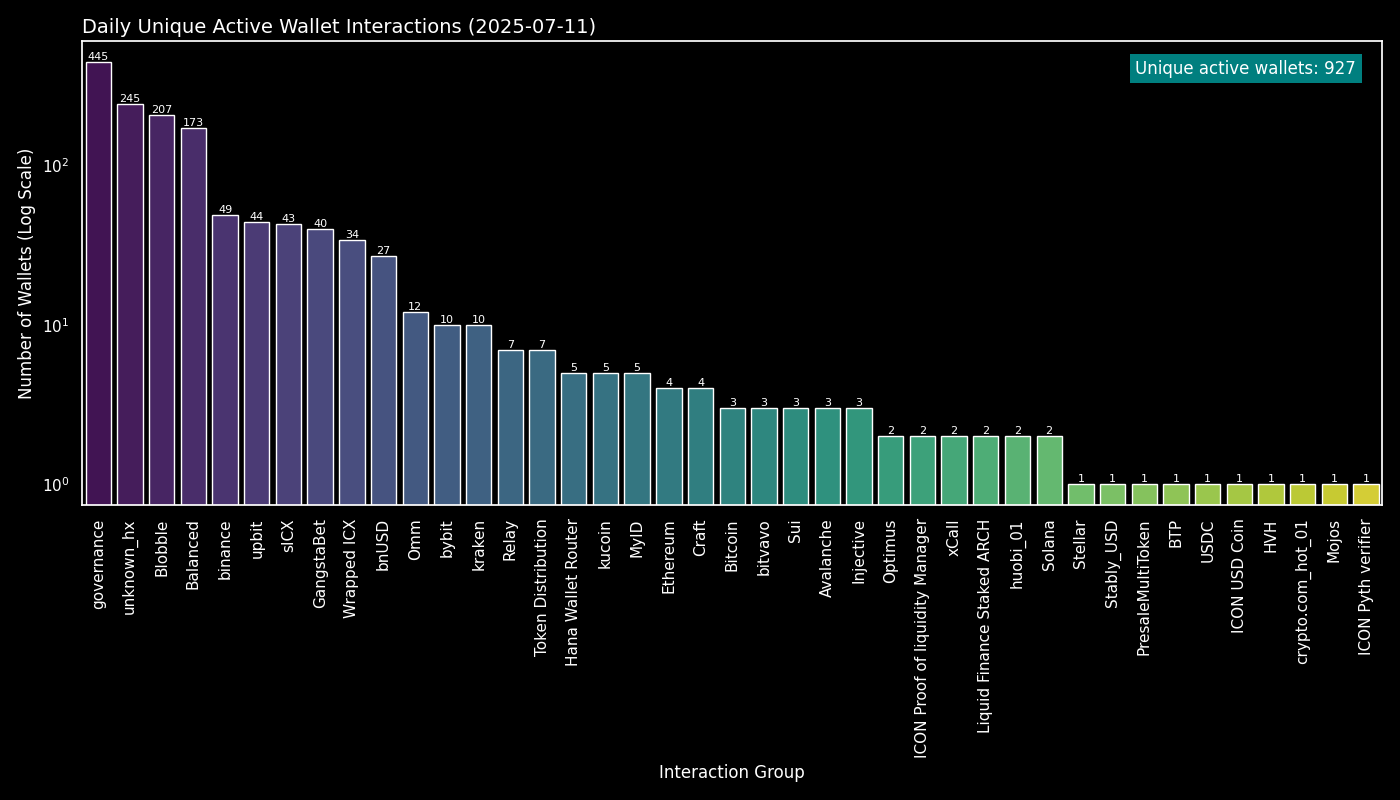 Daily Unique Active Wallet Interactions (2025-07-11)
Unique active wallets: 927
Number of Wallets (Log Scale)
10²
10¹
10⁰
445
245
207
173
49
44
43
40
34
27
12
10
10
7
7
5
5
5
4
4
3
3
3
3
3
2
2
2
2
2
2
1
1
1
1
1
1
1
1
1
1
governance
unknown_hx
Blobble
Balanced
binance
upbit
sICX
GangstaBet
Wrapped ICX
bnUSD
Omm
bybit
kraken
Relay
Token Distribution
Hana Wallet Router
kucoin
MyID
Ethereum
Craft
Bitcoin
bitvavo
Sui
Avalanche
Injective
Optimus
ICON Proof of liquidity Manager
xCall
Liquid Finance Staked ARCH
huobi_01
Solana
Stellar
Stably_USD
PresaleMultiToken
BTP
USDC
ICON USD Coin
HVH
crypto.com_hot_01
Mojos
ICON Pyth verifier
Interaction Group